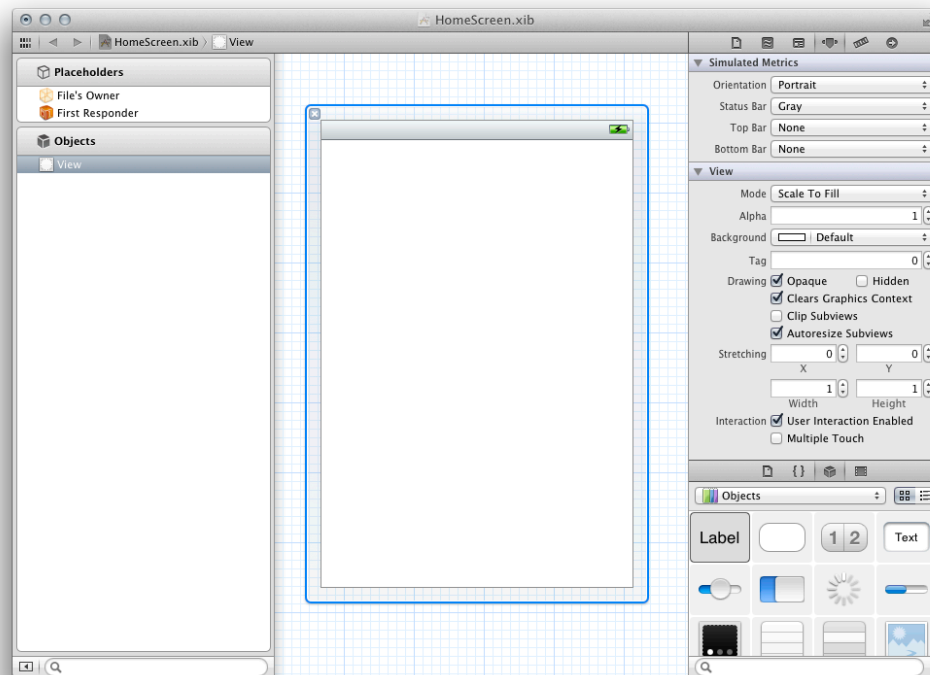 HomeScreen.xib
HomeScreen.xib
View
Placeholders
File's Owner
First Responder
Objects
View
Simulated Metrics
Orientation Portrait
Status Bar Gray
Top Bar None
Bottom Bar None
View
Mode Scale To Fill
Alpha 1
Background Default
Tag 0
Drawing Opaque Hidden
Clears Graphics Context
Clip Subviews
Autoresize Subviews
Stretching 0 0
X Y
1 1
Width Height
Interaction User Interaction Enabled
Multiple Touch
{}
Objects
Label 1 2 Text